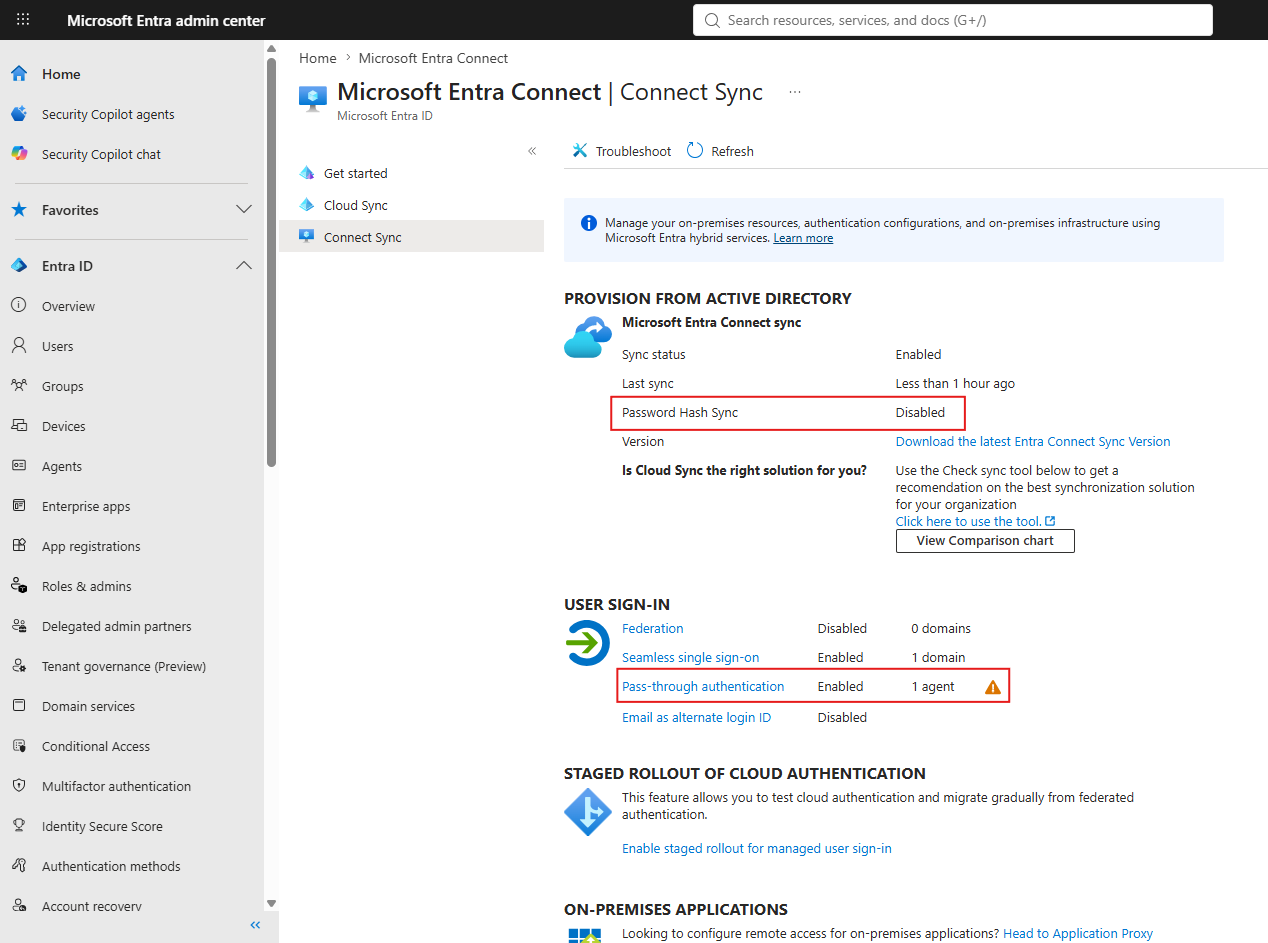 Microsoft Entra admin center
Search resources, services, and docs (G+/)
Home
Security Copilot agents
Security Copilot chat
Favorites
Entra ID
Overview
Users
Groups
Devices
Agents
Enterprise apps
App registrations
Roles & admins
Delegated admin partners
Tenant governance (Preview)
Domain services
Conditional Access
Multifactor authentication
Identity Secure Score
Authentication methods
Account recovery
Home > Microsoft Entra Connect
Microsoft Entra Connect | Connect Sync ...
Microsoft Entra ID
Get started
Cloud Sync
Connect Sync
Troubleshoot Refresh
Manage your on-premises resources, authentication configurations, and on-premises infrastructure using
Microsoft Entra hybrid services. Learn more
PROVISION FROM ACTIVE DIRECTORY
Microsoft Entra Connect sync
Sync status Enabled
Last sync Less than 1 hour ago
Password Hash Sync Disabled
Version Download the latest Entra Connect Sync Version
Is Cloud Sync the right solution for you? Use the Check sync tool below to get a
recomendation on the best synchronization solution
for your organization
Click here to use the tool.
View Comparison chart
USER SIGN-IN
Federation Disabled 0 domains
Seamless single sign-on Enabled 1 domain
Pass-through authentication Enabled 1 agent
Email as alternate login ID Disabled
STAGED ROLLOUT OF CLOUD AUTHENTICATION
This feature allows you to test cloud authentication and migrate gradually from federated
authentication.
Enable staged rollout for managed user sign-in
ON-PREMISES APPLICATIONS
Looking to configure remote access for on-premises applications? Head to Application Proxy